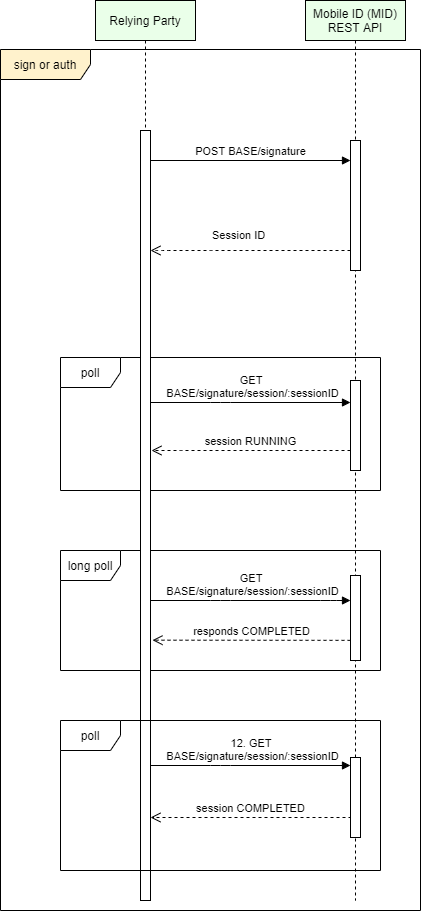 Relying Party
Mobile ID (MID)
REST API
sign or auth
POST BASE/signature
Session ID
poll
GET
BASE/signature/session/:sessionID
session RUNNING
long poll
GET
BASE/signature/session/:sessionID
responds COMPLETED
poll
12. GET
BASE/signature/session/:sessionID
session COMPLETED